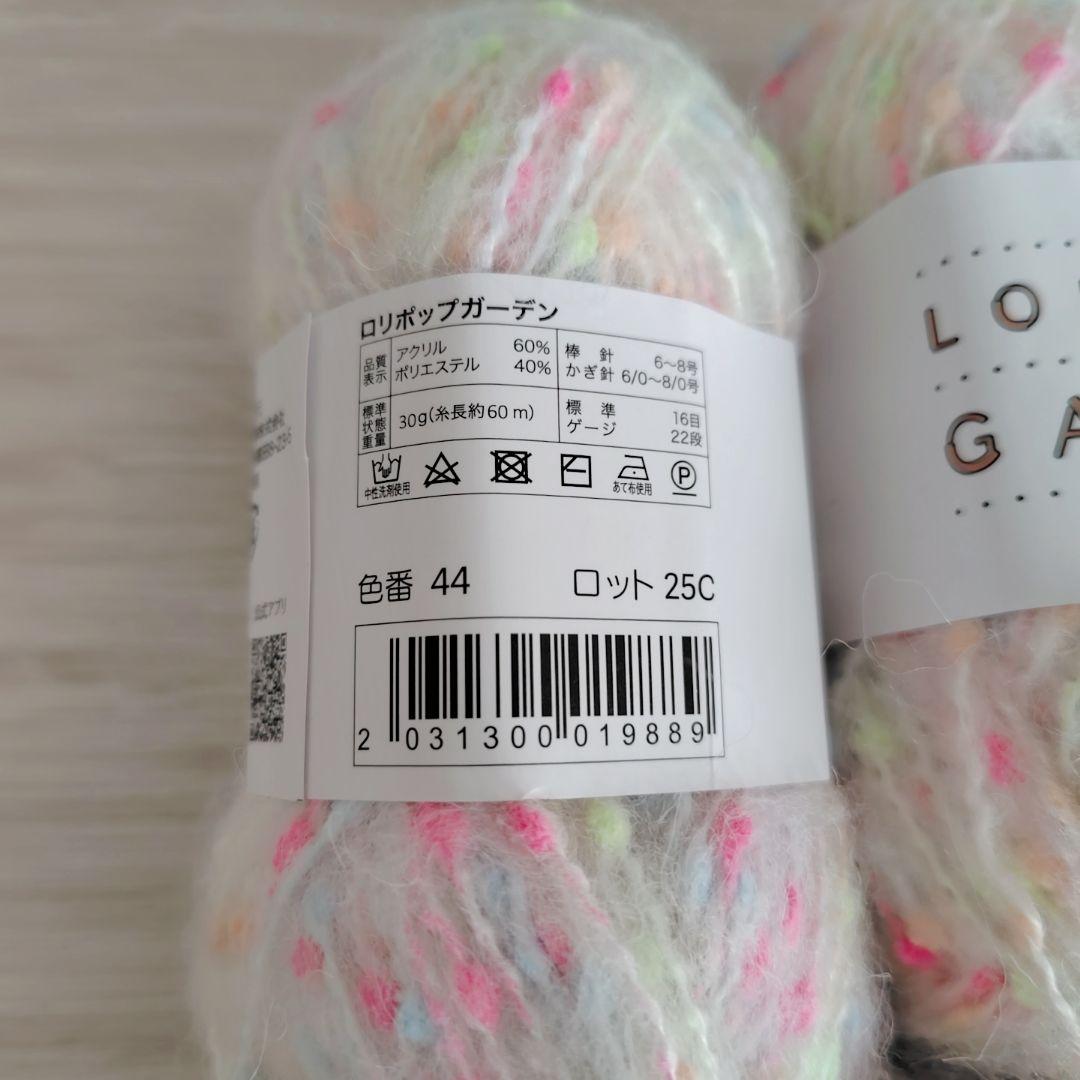 ロリポップガーデン
品質表示 アクリル 60%
ポリエステル 40%
棒針 6〜8号
かぎ針 6/0〜8/0号
標準状態重量 30g(糸長約60m)
標準ゲージ 16目
22段
中性洗剤使用
あて布使用
P
色番 44 ロット 25C
2 031300 019889
式アプリ
LO
GA